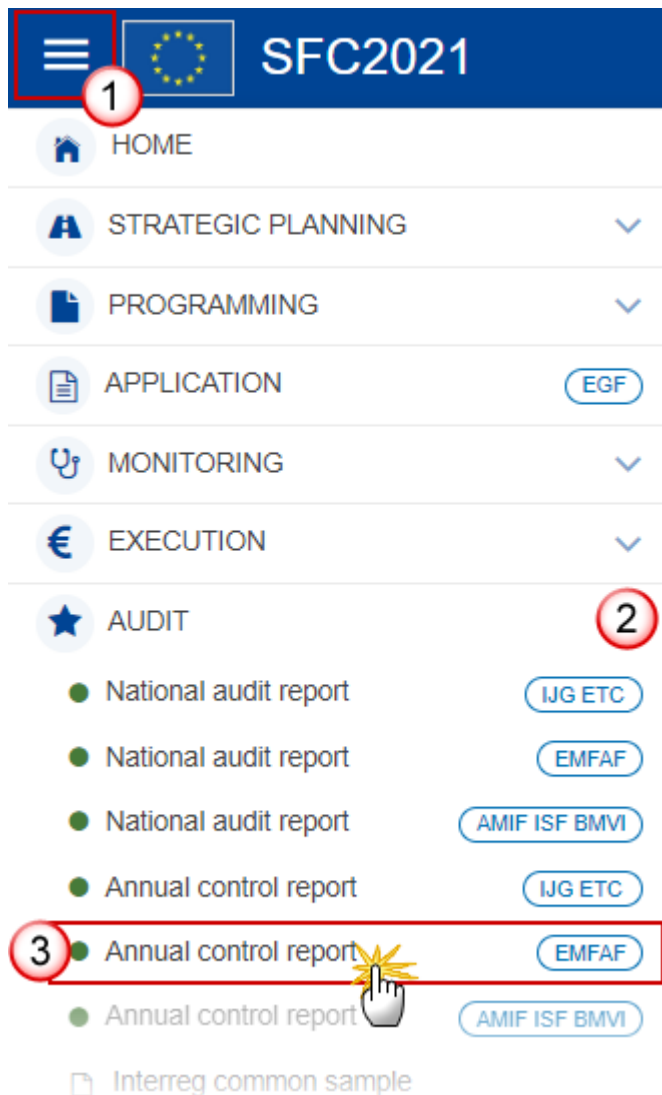 SFC2021
1
HOME
STRATEGIC PLANNING
PROGRAMMING
APPLICATION EGF
MONITORING
€ EXECUTION
AUDIT 2
National audit report IJG ETC
National audit report EMFAF
National audit report AMIF ISF BMVI
Annual control report IJG ETC
3 Annual control report EMFAF
Annual control report AMIF ISF BMVI
Interreg common sample